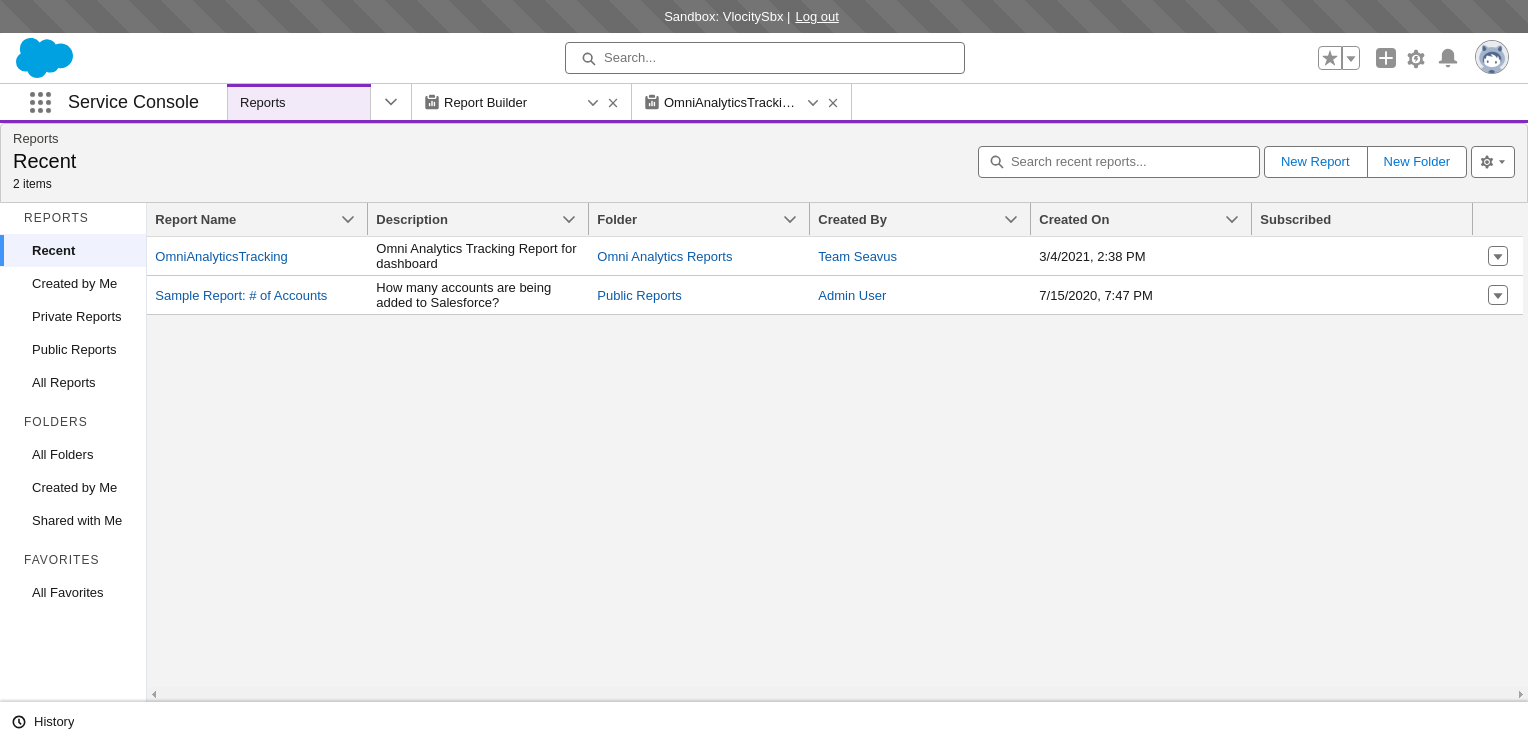 Sandbox: VlocitySbx | Log out
Search...
Service Console
Reports
Report Builder
OmniAnalyticsTracki…
Reports
Recent
2 items
Search recent reports...
New Report
New Folder
REPORTS
Recent
Created by Me
Private Reports
Public Reports
All Reports
FOLDERS
All Folders
Created by Me
Shared with Me
FAVORITES
All Favorites
Report Name
Description
Folder
Created By
Created On
Subscribed
OmniAnalyticsTracking
Omni Analytics Tracking Report for
dashboard
Omni Analytics Reports
Team Seavus
3/4/2021, 2:38 PM
Sample Report: # of Accounts
How many accounts are being
added to Salesforce?
Public Reports
Admin User
7/15/2020, 7:47 PM
History